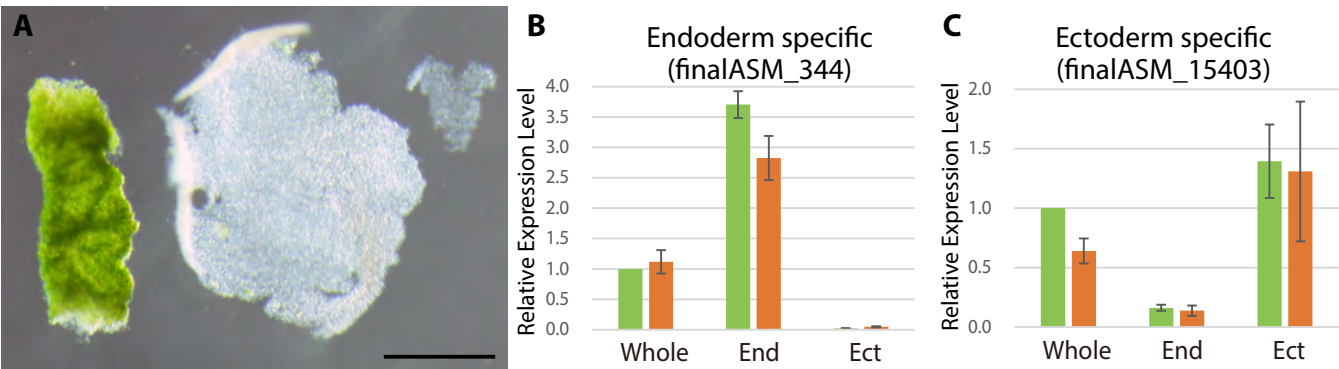 A
B
Endoderm specific
(finalASM_344)
Relative Expression Level
4.0
3.5
3.0
2.5
2.0
1.5
1.0
0.5
0.0
Whole End Ect
C
Ectoderm specific
(finalASM_15403)
Relative Expression Level
2.0
1.5
1.0
0.5
0.0
Whole End Ect